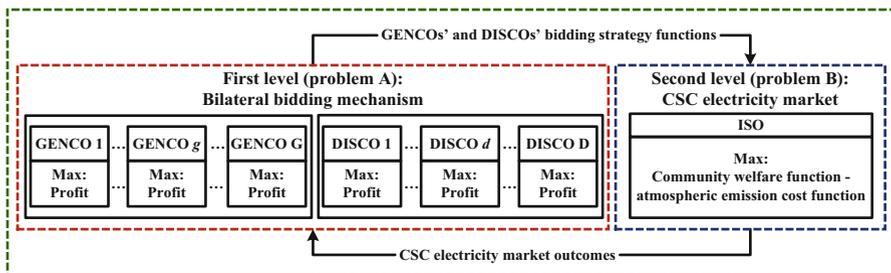 GENCOs' and DISCOs' bidding strategy functions
First level (problem A):
Bilateral bidding mechanism
GENCO 1 ... GENCO g ... GENCO G
Max:
Profit
...
Max:
Profit
...
Max:
Profit
DISCO 1 ... DISCO d ... DISCO D
Max:
Profit
...
Max:
Profit
...
Max:
Profit
Second level (problem B):
CSC electricity market
ISO
Max:
Community welfare function -
atmospheric emission cost function
CSC electricity market outcomes